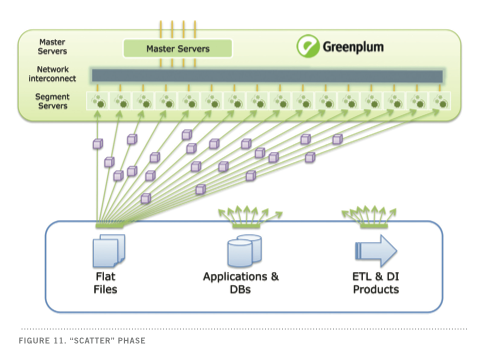 Master
Servers
Master Servers
Greenplum
Network
interconnect
Segment
Servers
Flat
Files
Applications &
DBs
ETL & DI
Products
FIGURE 11. “SCATTER” PHASE